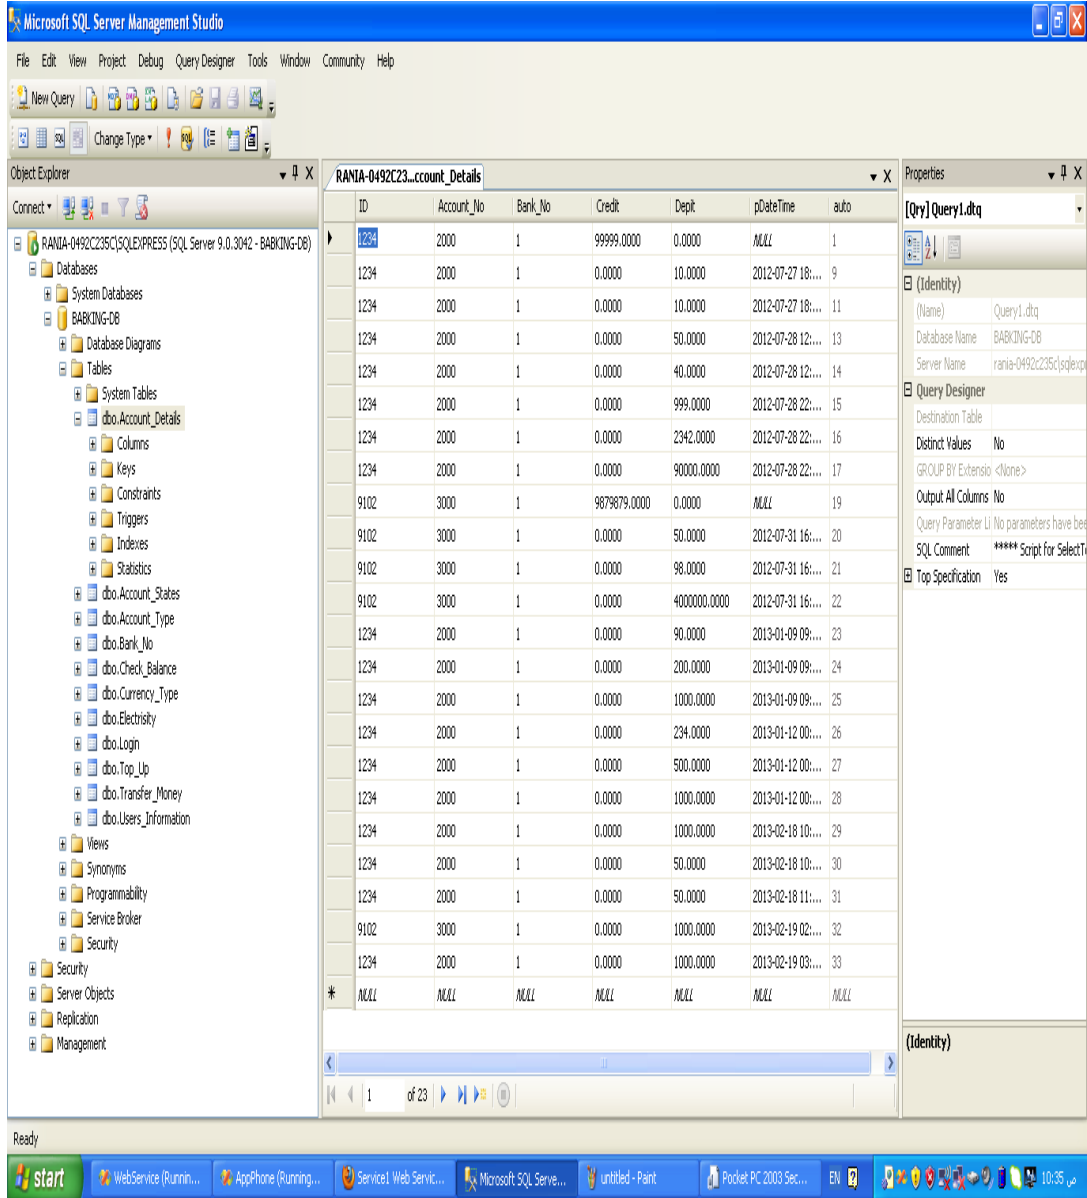 Microsoft SQL Server Management Studio
File Edit View Project Debug Query Designer Tools Window Community Help
New Query
Change Type
Object Explorer
Connect
RANIA-0492C235C\SQLEXPRESS (SQL Server 9.0.3042 - BABKING-DB)
Databases
System Databases
BABKING-DB
Database Diagrams
Tables
System Tables
dbo.Account_Details
Columns
Keys
Constraints
Triggers
Indexes
Statistics
dbo.Account_States
dbo.Account_Type
dbo.Bank_No
dbo.Check_Balance
dbo.Currency_Type
dbo.Electrisity
dbo.Login
dbo.Top_Up
dbo.Transfer_Money
dbo.Users_Information
Views
Synonyms
Programmability
Service Broker
Security
Security
Server Objects
Replication
Management
RANIA-0492C23...ccount_Details
ID Account_No Bank_No Credit Depit pDateTime auto
1234 2000 1 99999.0000 0.0000 NULL 1
1234 2000 1 0.0000 10.0000 2012-07-27 18:... 9
1234 2000 1 0.0000 10.0000 2012-07-27 18:... 11
1234 2000 1 0.0000 50.0000 2012-07-28 12:... 13
1234 2000 1 0.0000 40.0000 2012-07-28 12:... 14
1234 2000 1 0.0000 999.0000 2012-07-28 22:... 15
1234 2000 1 0.0000 2342.0000 2012-07-28 22:... 16
1234 2000 1 0.0000 90000.0000 2012-07-28 22:... 17
9102 3000 1 9879879.0000 0.0000 NULL 19
9102 3000 1 0.0000 50.0000 2012-07-31 16:... 20
9102 3000 1 0.0000 98.0000 2012-07-31 16:... 21
9102 3000 1 0.0000 4000000.0000 2012-07-31 16:... 22
1234 2000 1 0.0000 90.0000 2013-01-09 09:... 23
1234 2000 1 0.0000 200.0000 2013-01-09 09:... 24
1234 2000 1 0.0000 1000.0000 2013-01-09 09:... 25
1234 2000 1 0.0000 234.0000 2013-01-12 00:... 26
1234 2000 1 0.0000 500.0000 2013-01-12 00:... 27
1234 2000 1 0.0000 1000.0000 2013-01-12 00:... 28
1234 2000 1 0.0000 1000.0000 2013-02-18 10:... 29
1234 2000 1 0.0000 50.0000 2013-02-18 10:... 30
1234 2000 1 0.0000 50.0000 2013-02-18 11:... 31
9102 3000 1 0.0000 1000.0000 2013-02-19 02:... 32
1234 2000 1 0.0000 1000.0000 2013-02-19 03:... 33
NULL NULL NULL NULL NULL NULL NULL
1 of 23
Properties
[Qry] Query1.dtq
(Identity)
(Name) Query1.dtq
Database Name BABKING-DB
Server Name rania-0492c235c\sqlexp
Query Designer
Destination Table
Distinct Values No
GROUP BY Extensio <None>
Output All Columns No
Query Parameter Li No parameters have bee
SQL Comment ***** Script for SelectT
Top Specification Yes
(Identity)
Ready
start WebService (Runnin... AppPhone (Running... Service1 Web Servic... Microsoft SQL Serve... untitled - Paint Pocket PC 2003 Sec... EN 10:35 ص